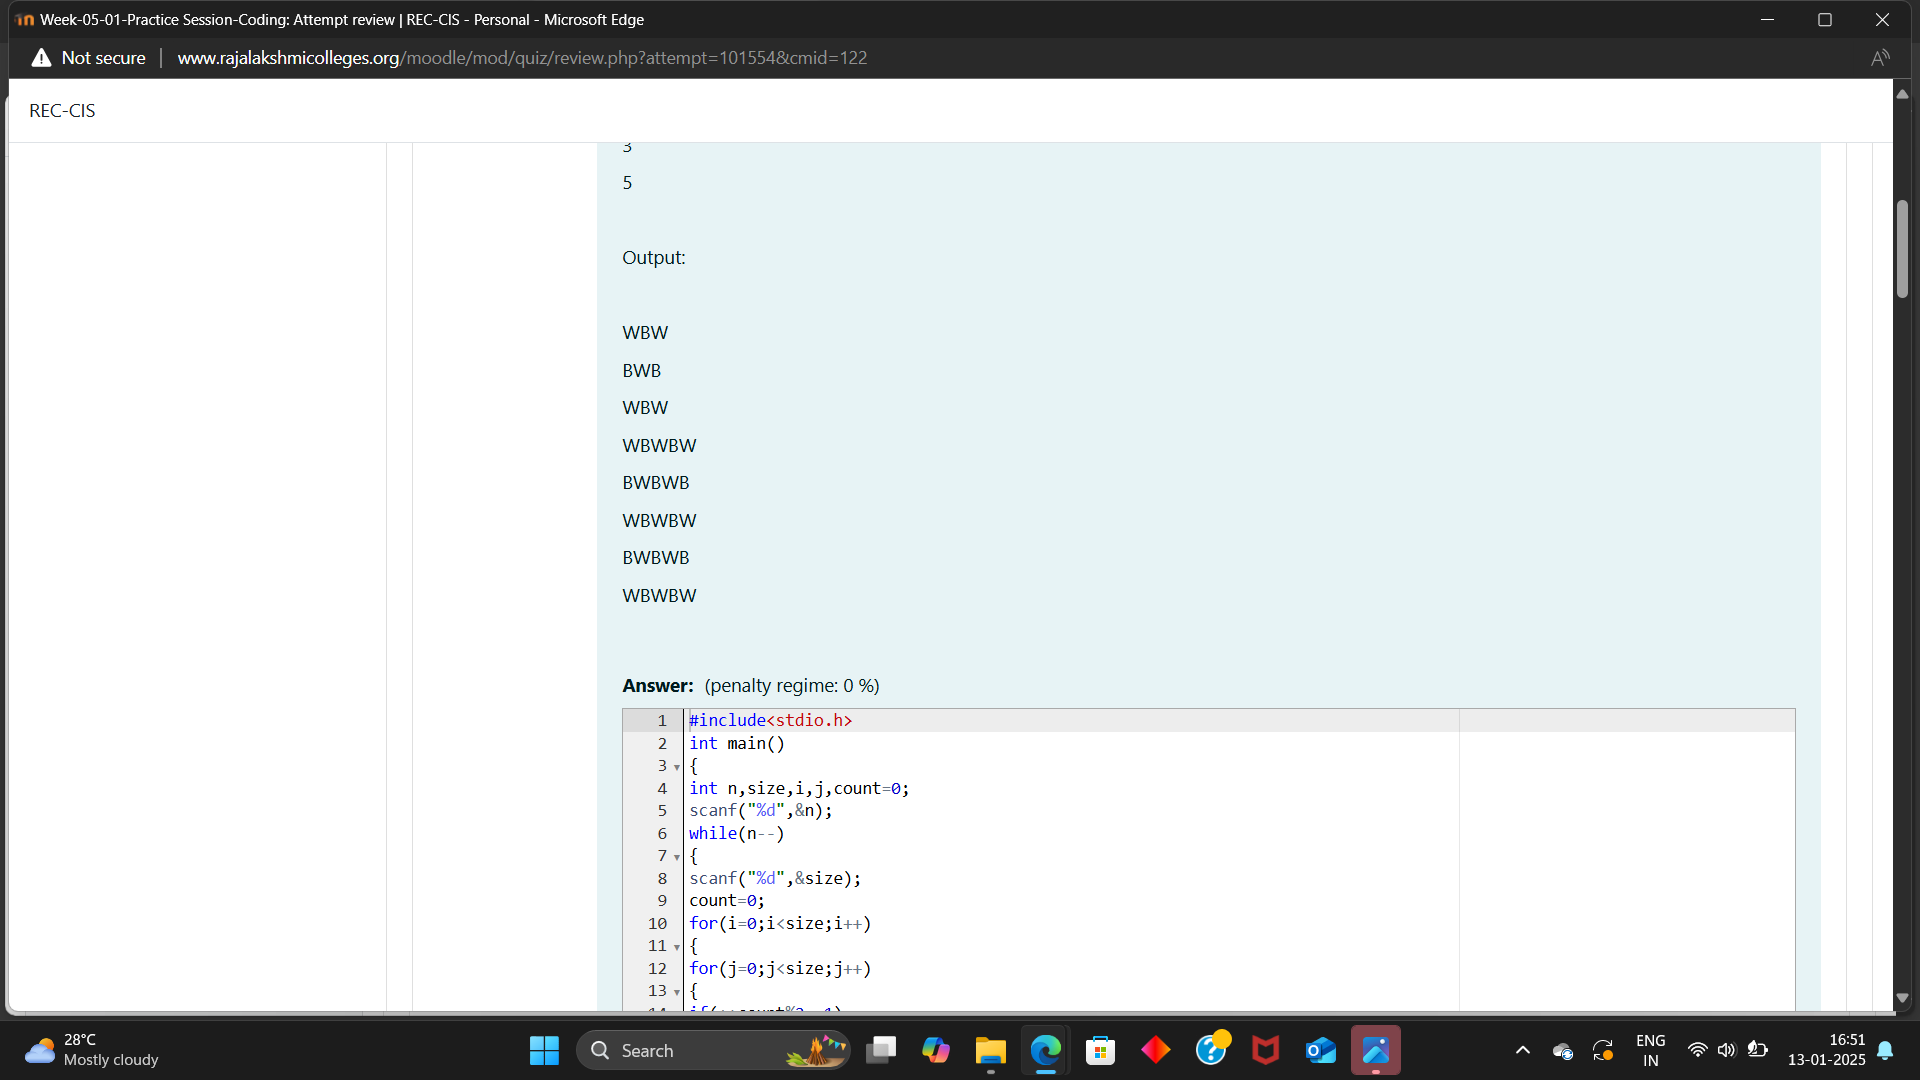 Week-05-01-Practice Session-Coding: Attempt review | REC-CIS - Personal - Microsoft Edge
Not secure | www.rajalakshmicolleges.org/moodle/mod/quiz/review.php?attempt=101554&cmid=122
REC-CIS
3
5
Output:
WBW
BWB
WBW
WBWBW
BWBWB
WBWBW
BWBWB
WBWBW
Answer: (penalty regime: 0 %)
1 #include<stdio.h>
2 int main()
3 {
4 int n,size,i,j,count=0;
5 scanf("%d",&n);
6 while(n--)
7 {
8 scanf("%d",&size);
9 count=0;
10 for(i=0;i<size;i++)
11 {
12 for(j=0;j<size;j++)
13 {
28°C
Mostly cloudy
Search
ENG
IN
16:51
13-01-2025